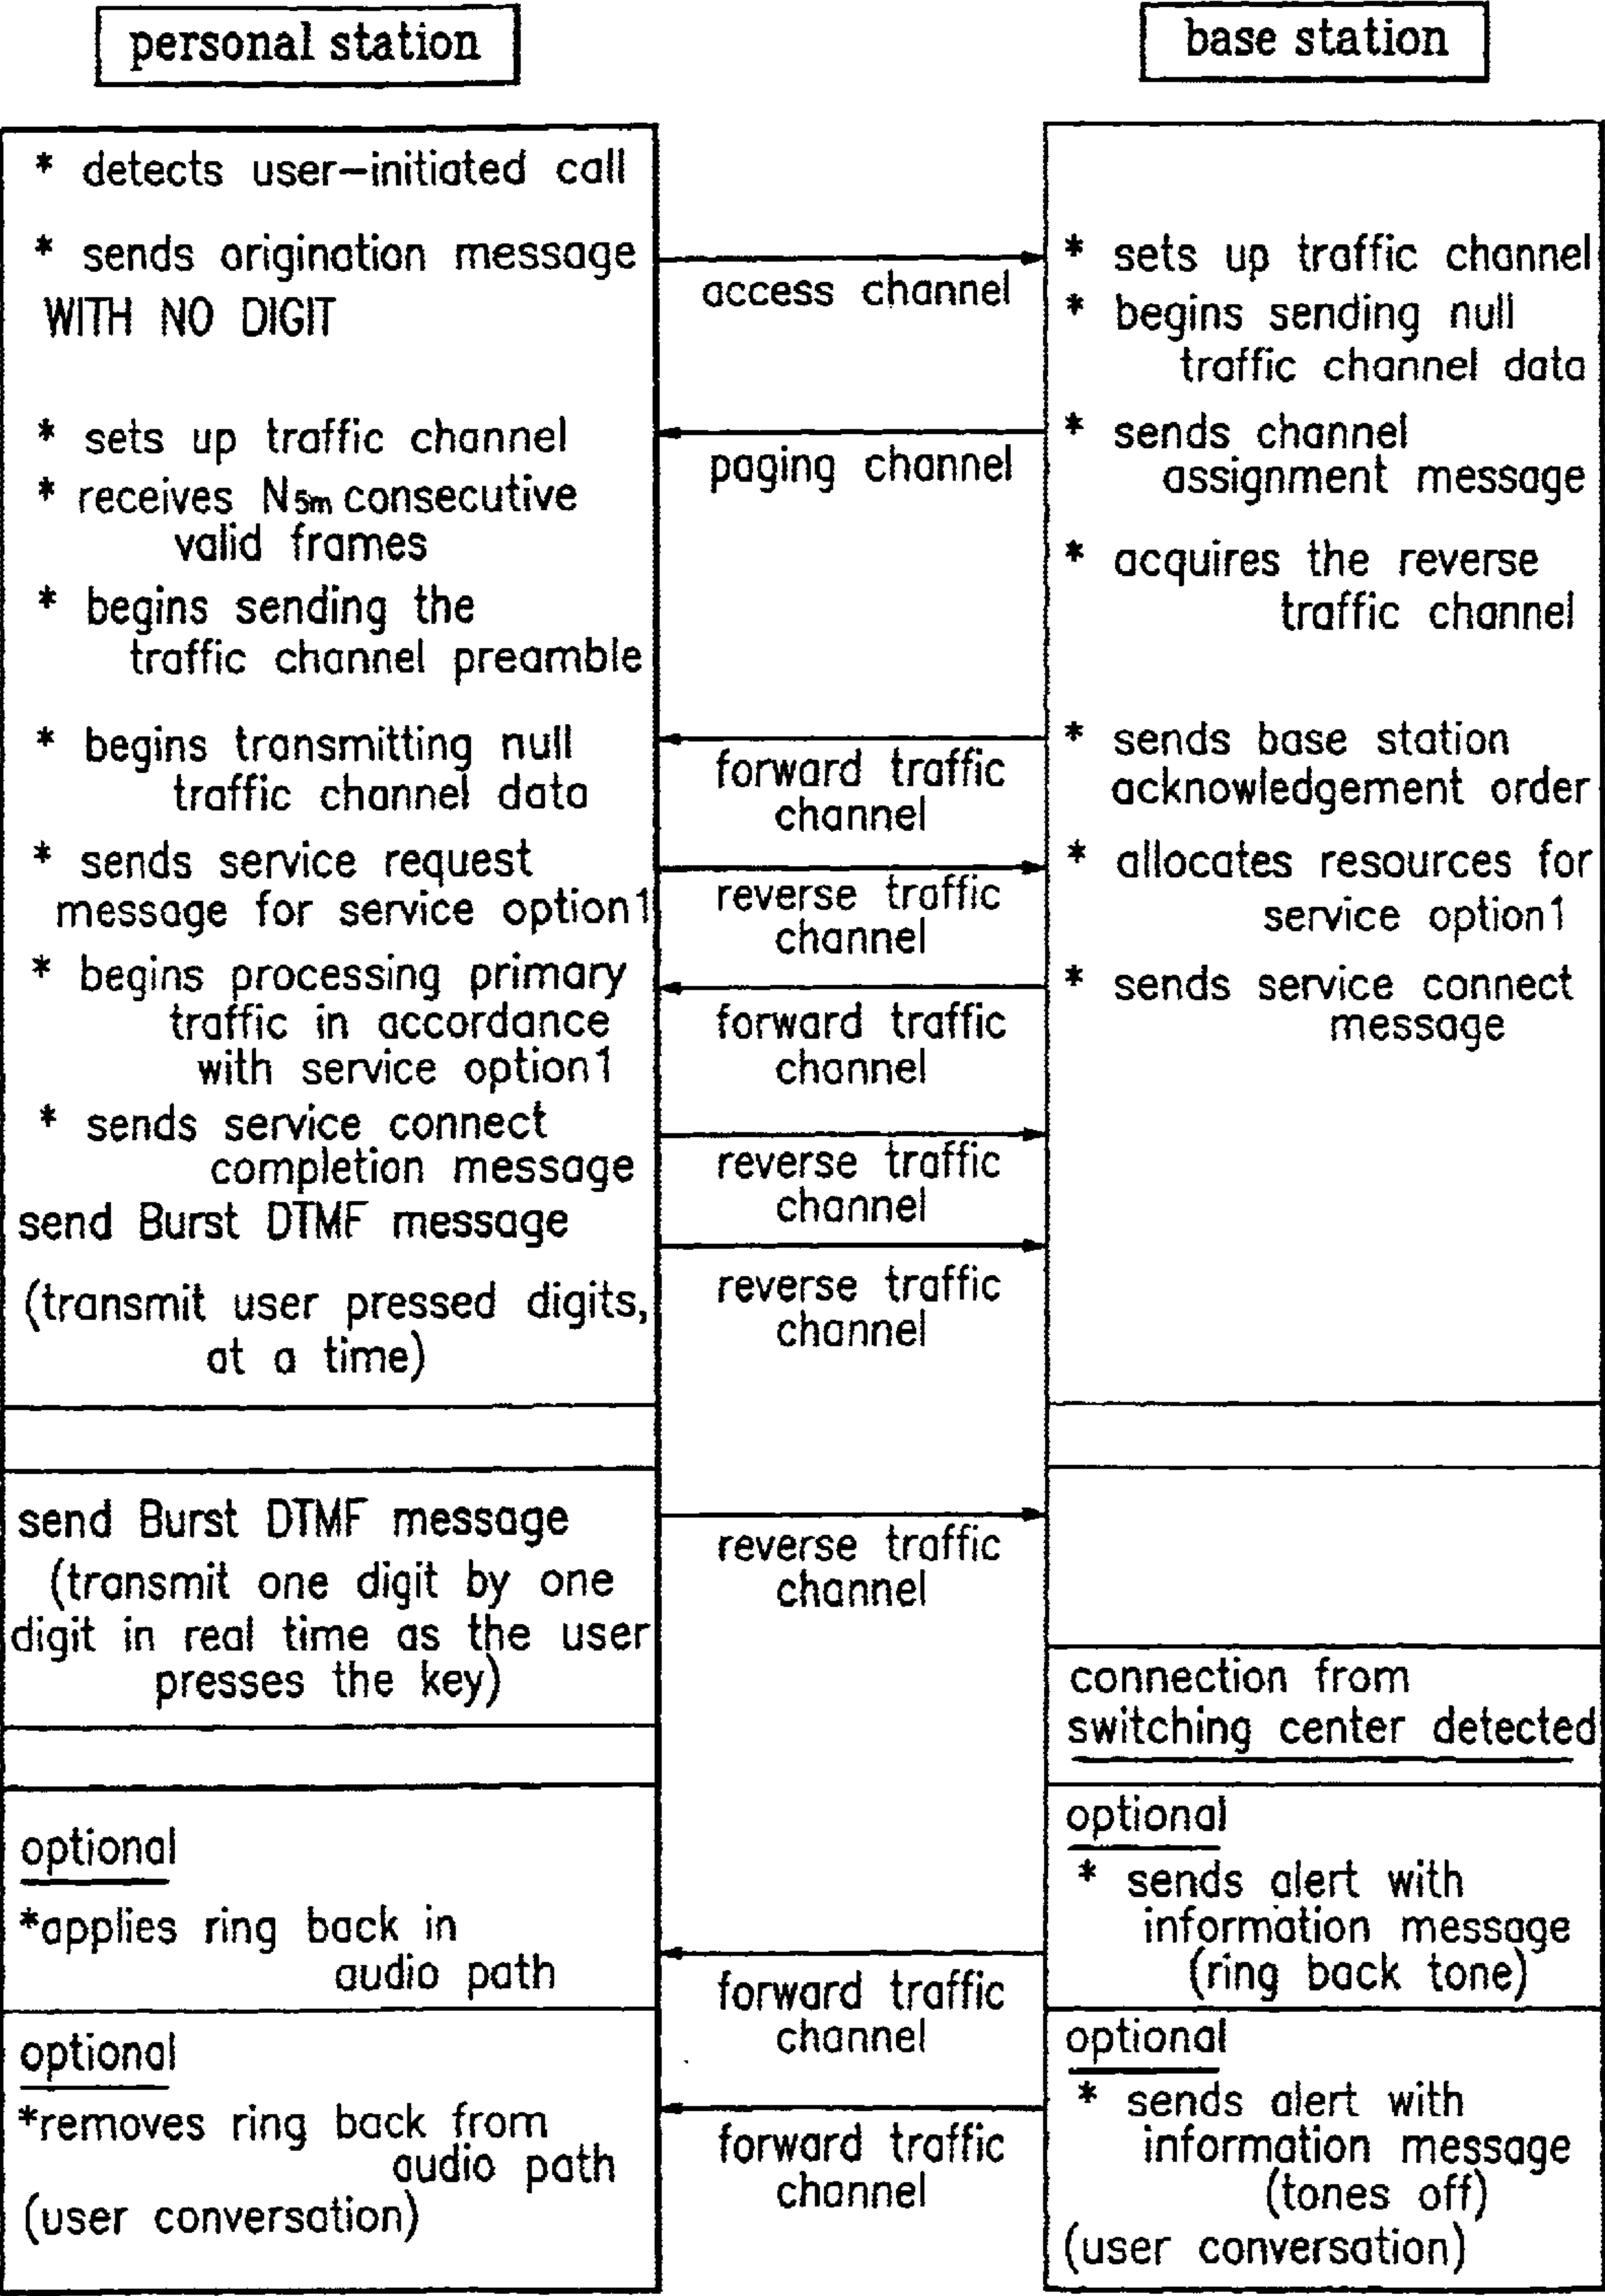 personal station
base station
* detects user-initiated call
* sends origination message
WITH NO DIGIT
access channel
* sets up traffic channel
* begins sending null
traffic channel data
* sets up traffic channel
* receives N5m consecutive
valid frames
* begins sending the
traffic channel preamble
paging channel
* sends channel
assignment message
* acquires the reverse
traffic channel
* begins transmitting null
traffic channel data
forward traffic
channel
* sends base station
acknowledgement order
* sends service request
message for service option1
reverse traffic
channel
* allocates resources for
service option1
* begins processing primary
traffic in accordance
with service option1
forward traffic
channel
* sends service connect
message
* sends service connect
completion message
reverse traffic
channel
send Burst DTMF message
(transmit user pressed digits,
at a time)
reverse traffic
channel
send Burst DTMF message
(transmit one digit by one
digit in real time as the user
presses the key)
reverse traffic
channel
connection from
switching center detected
optional
*applies ring back in
audio path
forward traffic
channel
optional
* sends alert with
information message
(ring back tone)
optional
*removes ring back from
audio path
(user conversation)
forward traffic
channel
optional
* sends alert with
information message
(tones off)
(user conversation)